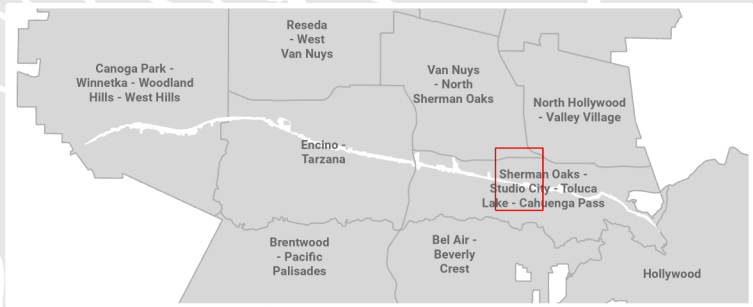 Reseda
- West
Van Nuys
Canoga Park -
Winnetka - Woodland
Hills - West Hills
Van Nuys
- North
Sherman Oaks
North Hollywood
- Valley Village
Encino -
Tarzana
Sherman Oaks -
Studio City - Toluca
Lake - Cahuenga Pass
Brentwood
- Pacific
Palisades
Bel Air -
Beverly
Crest
Hollywood